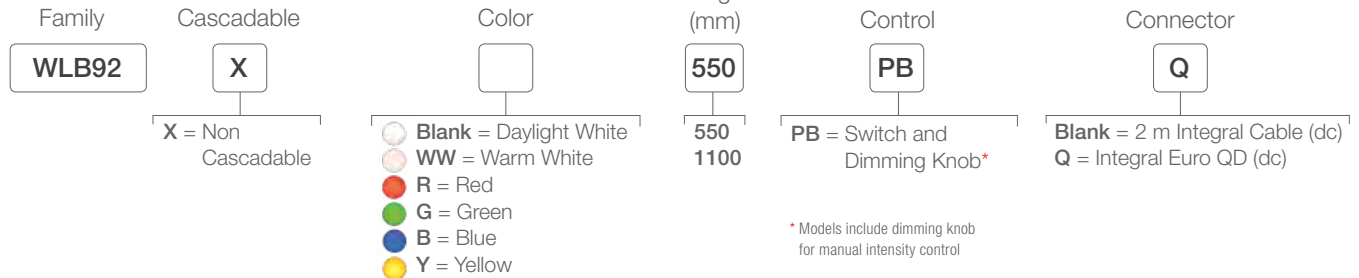 Family
Cascadable
Color
(mm)
Control
Connector
WLB92
X
550
PB
Q
X = Non
Cascadable
Blank = Daylight White
WW = Warm White
R = Red
G = Green
B = Blue
Y = Yellow
550
1100
PB = Switch and
Dimming Knob*
* Models include dimming knob
for manual intensity control
Blank = 2 m Integral Cable (dc)
Q = Integral Euro QD (dc)